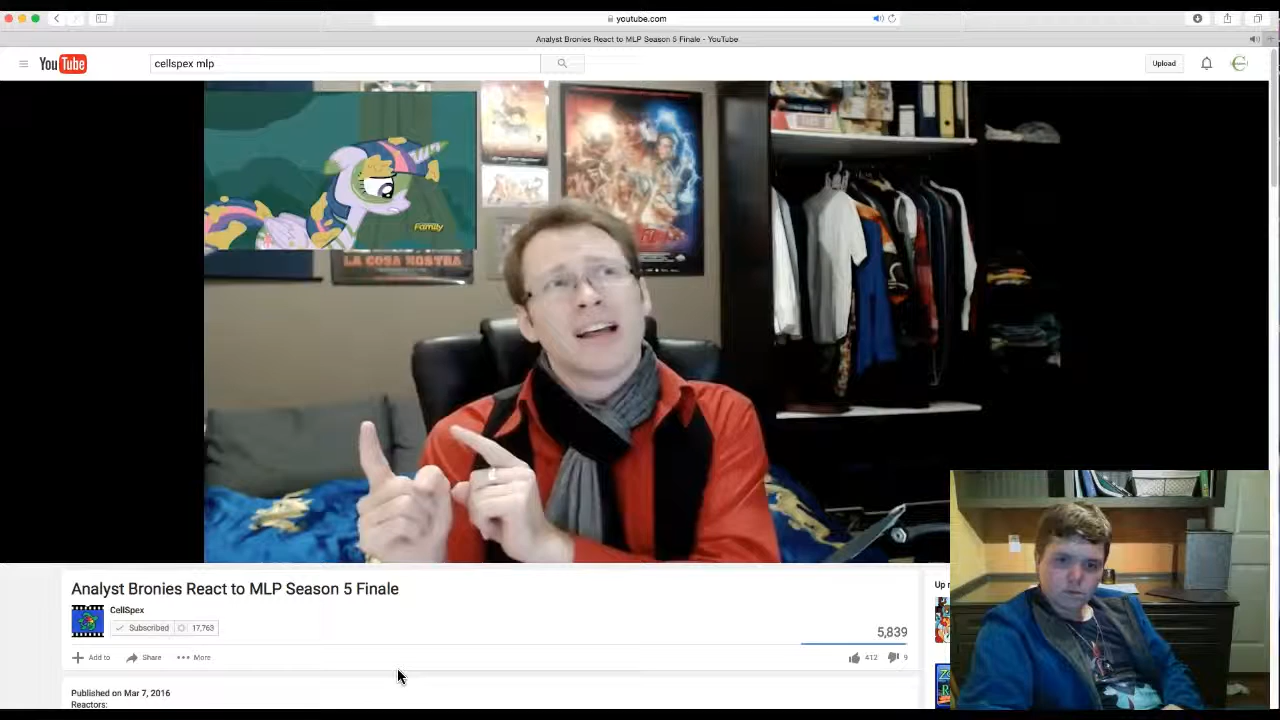 youtube.com
Analyst Bronies React to MLP Season 5 Finale - YouTube
YouTube
cellspex mlp
Upload
Family
LA COSA NOSTRA
Analyst Bronies React to MLP Season 5 Finale
CellSpex
Subscribed 17,763
5,839
Add to Share More
412 9
Up n
Published on Mar 7, 2016
Reactors: